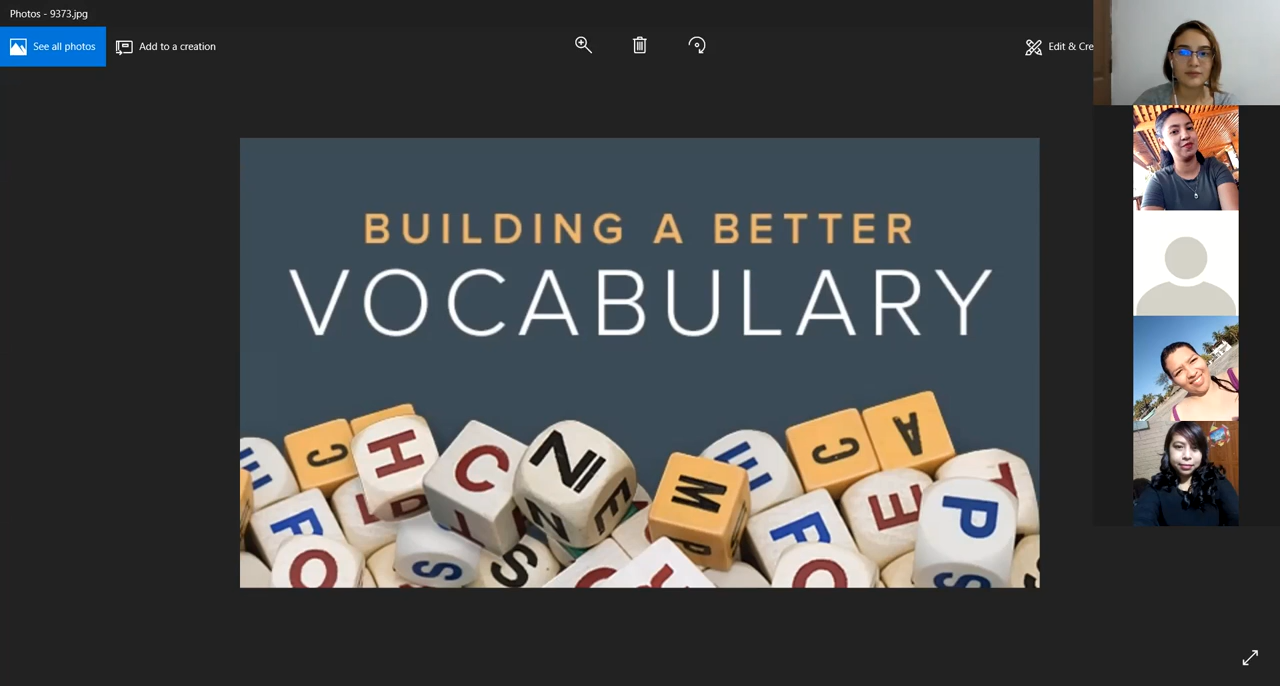 Photos - 9373.jpg
See all photos
Add to a creation
Edit & Cre
BUILDING A BETTER
VOCABULARY